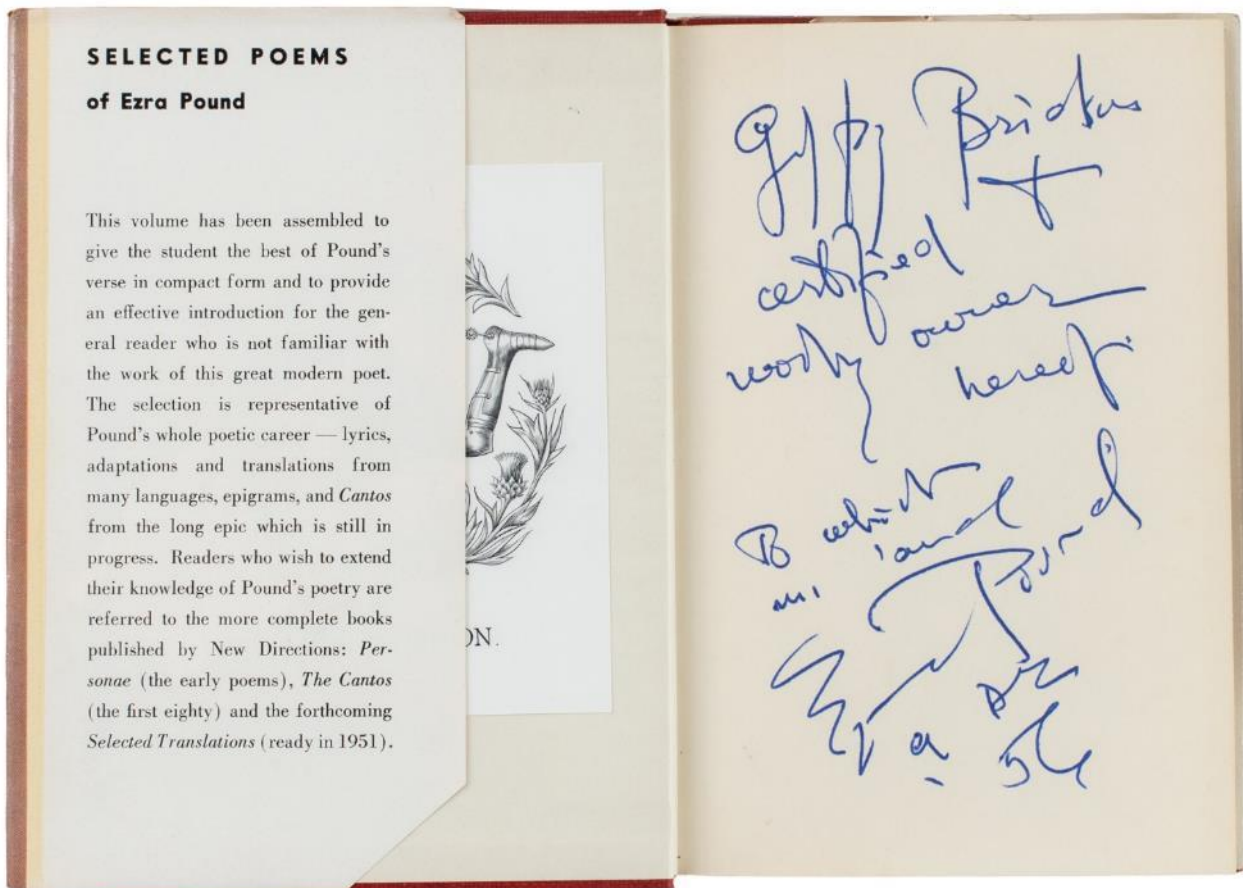 SELECTED POEMS
of Ezra Pound
This volume has been assembled to
give the student the best of Pound's
verse in compact form and to provide
an effective introduction for the gen-
eral reader who is not familiar with
the work of this great modern poet.
The selection is representative of
Pound's whole poetic career — lyrics,
adaptations and translations from
many languages, epigrams, and Cantos
from the long epic which is still in
progress. Readers who wish to extend
their knowledge of Pound's poetry are
referred to the more complete books
published by New Directions: Per-
sonae (the early poems), The Cantos
(the first eighty) and the forthcoming
Selected Translations (ready in 1951).
ON.
certified
worthy owner
hereof.
To which
my hand
Ezra Pound